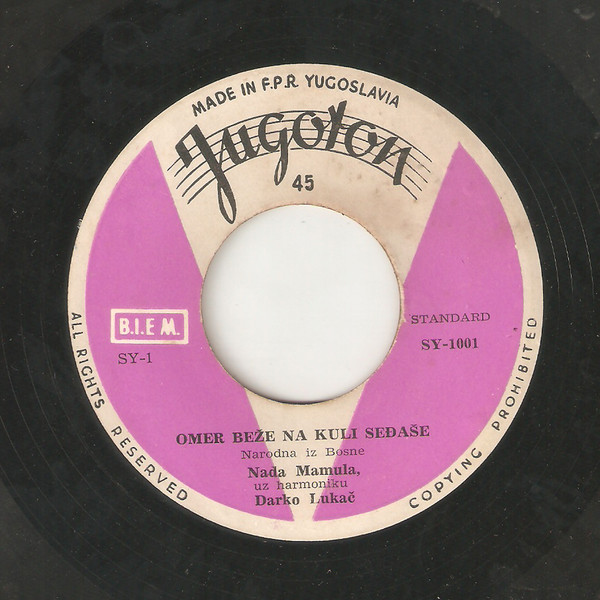 MADE IN F.P.R. YUGOSLAVIA
Jugoton
45
B.I.E M.
SY-1
STANDARD
SY-1001
ALL RIGHTS RESERVED
COPYING PROHIBITED
OMER BEŽE NA KULI SEĐAŠE
Narodna iz Bosne
Nada Mamula,
uz harmoniku
Darko Lukač